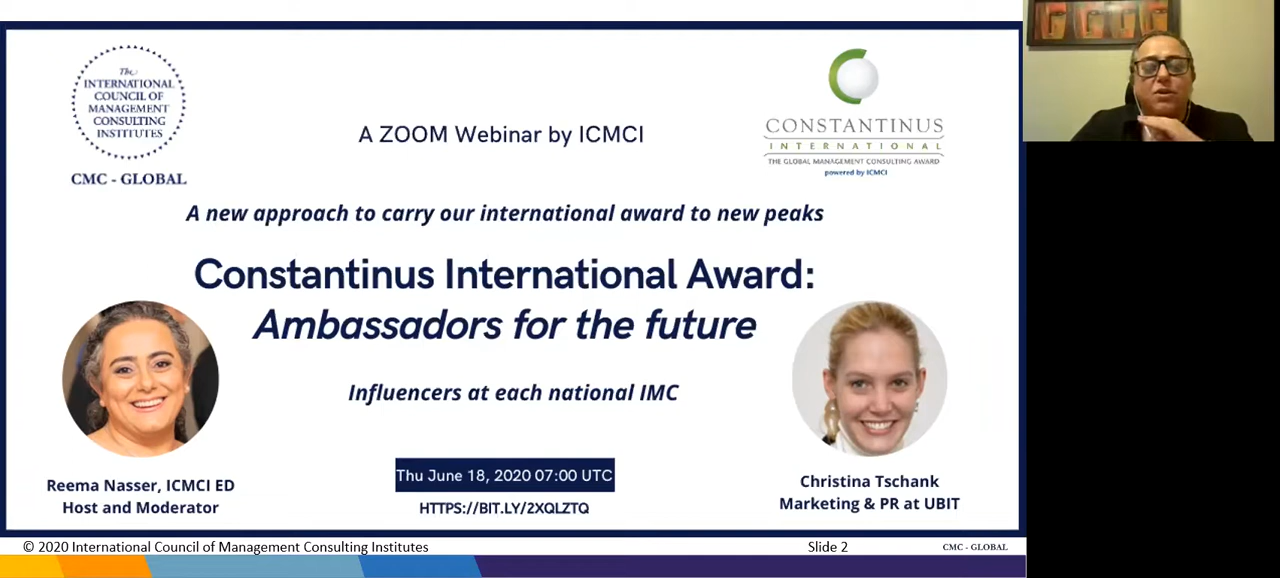 The
INTERNATIONAL
COUNCIL OF
MANAGEMENT
CONSULTING
INSTITUTES
CMC - GLOBAL
A ZOOM Webinar by ICMCI
CONSTANTINUS
INTERNATIONAL
THE GLOBAL MANAGEMENT CONSULTING AWARD
powered by ICMCI
A new approach to carry our international award to new peaks
Constantinus International Award:
Ambassadors for the future
Influencers at each national IMC
Reema Nasser, ICMCI ED
Host and Moderator
Thu June 18, 2020 07:00 UTC
HTTPS://BIT.LY/2XQLZTQ
Christina Tschank
Marketing & PR at UBIT
© 2020 International Council of Management Consulting Institutes
Slide 2
CMC - GLOBAL